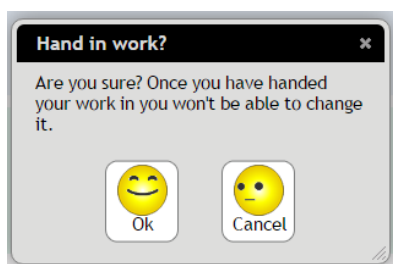 Hand in work?
Are you sure? Once you have handed
your work in you won't be able to change
it.
Ok
Cancel